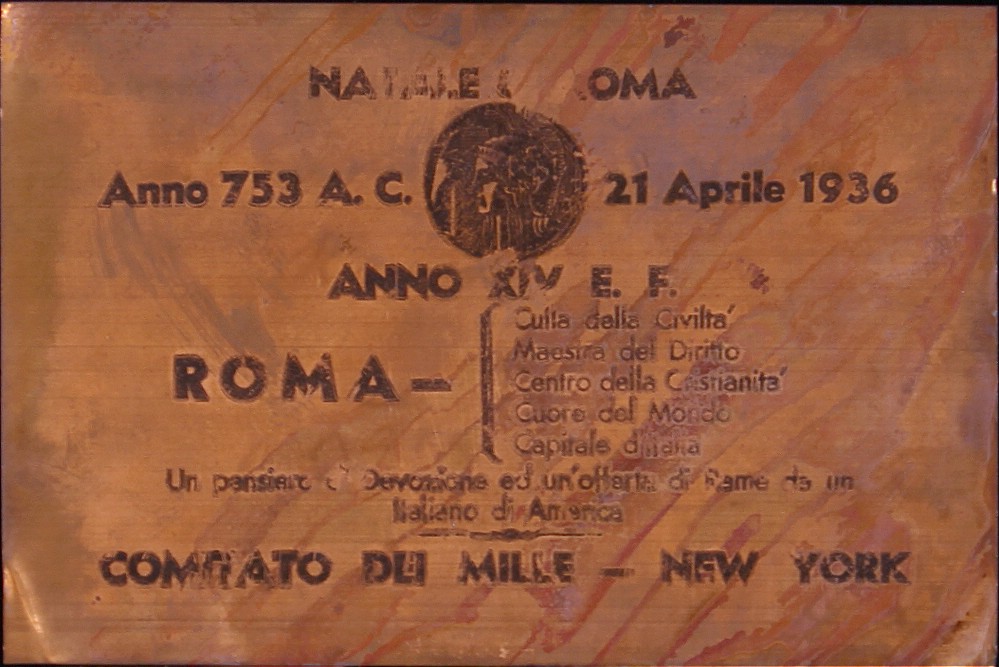 NATALE DI ROMA
Anno 753 A. C. 21 Aprile 1936
ANNO XIV E. F.
ROMA —
Culla della Civilta'
Maestra del Diritto
Centro della Cristianita'
Cuore del Mondo
Capitale d'Italia
Un pensiero di Devozione ed un'offerta di Rame da un
Italiano di America
COMITATO DEI MILLE — NEW YORK